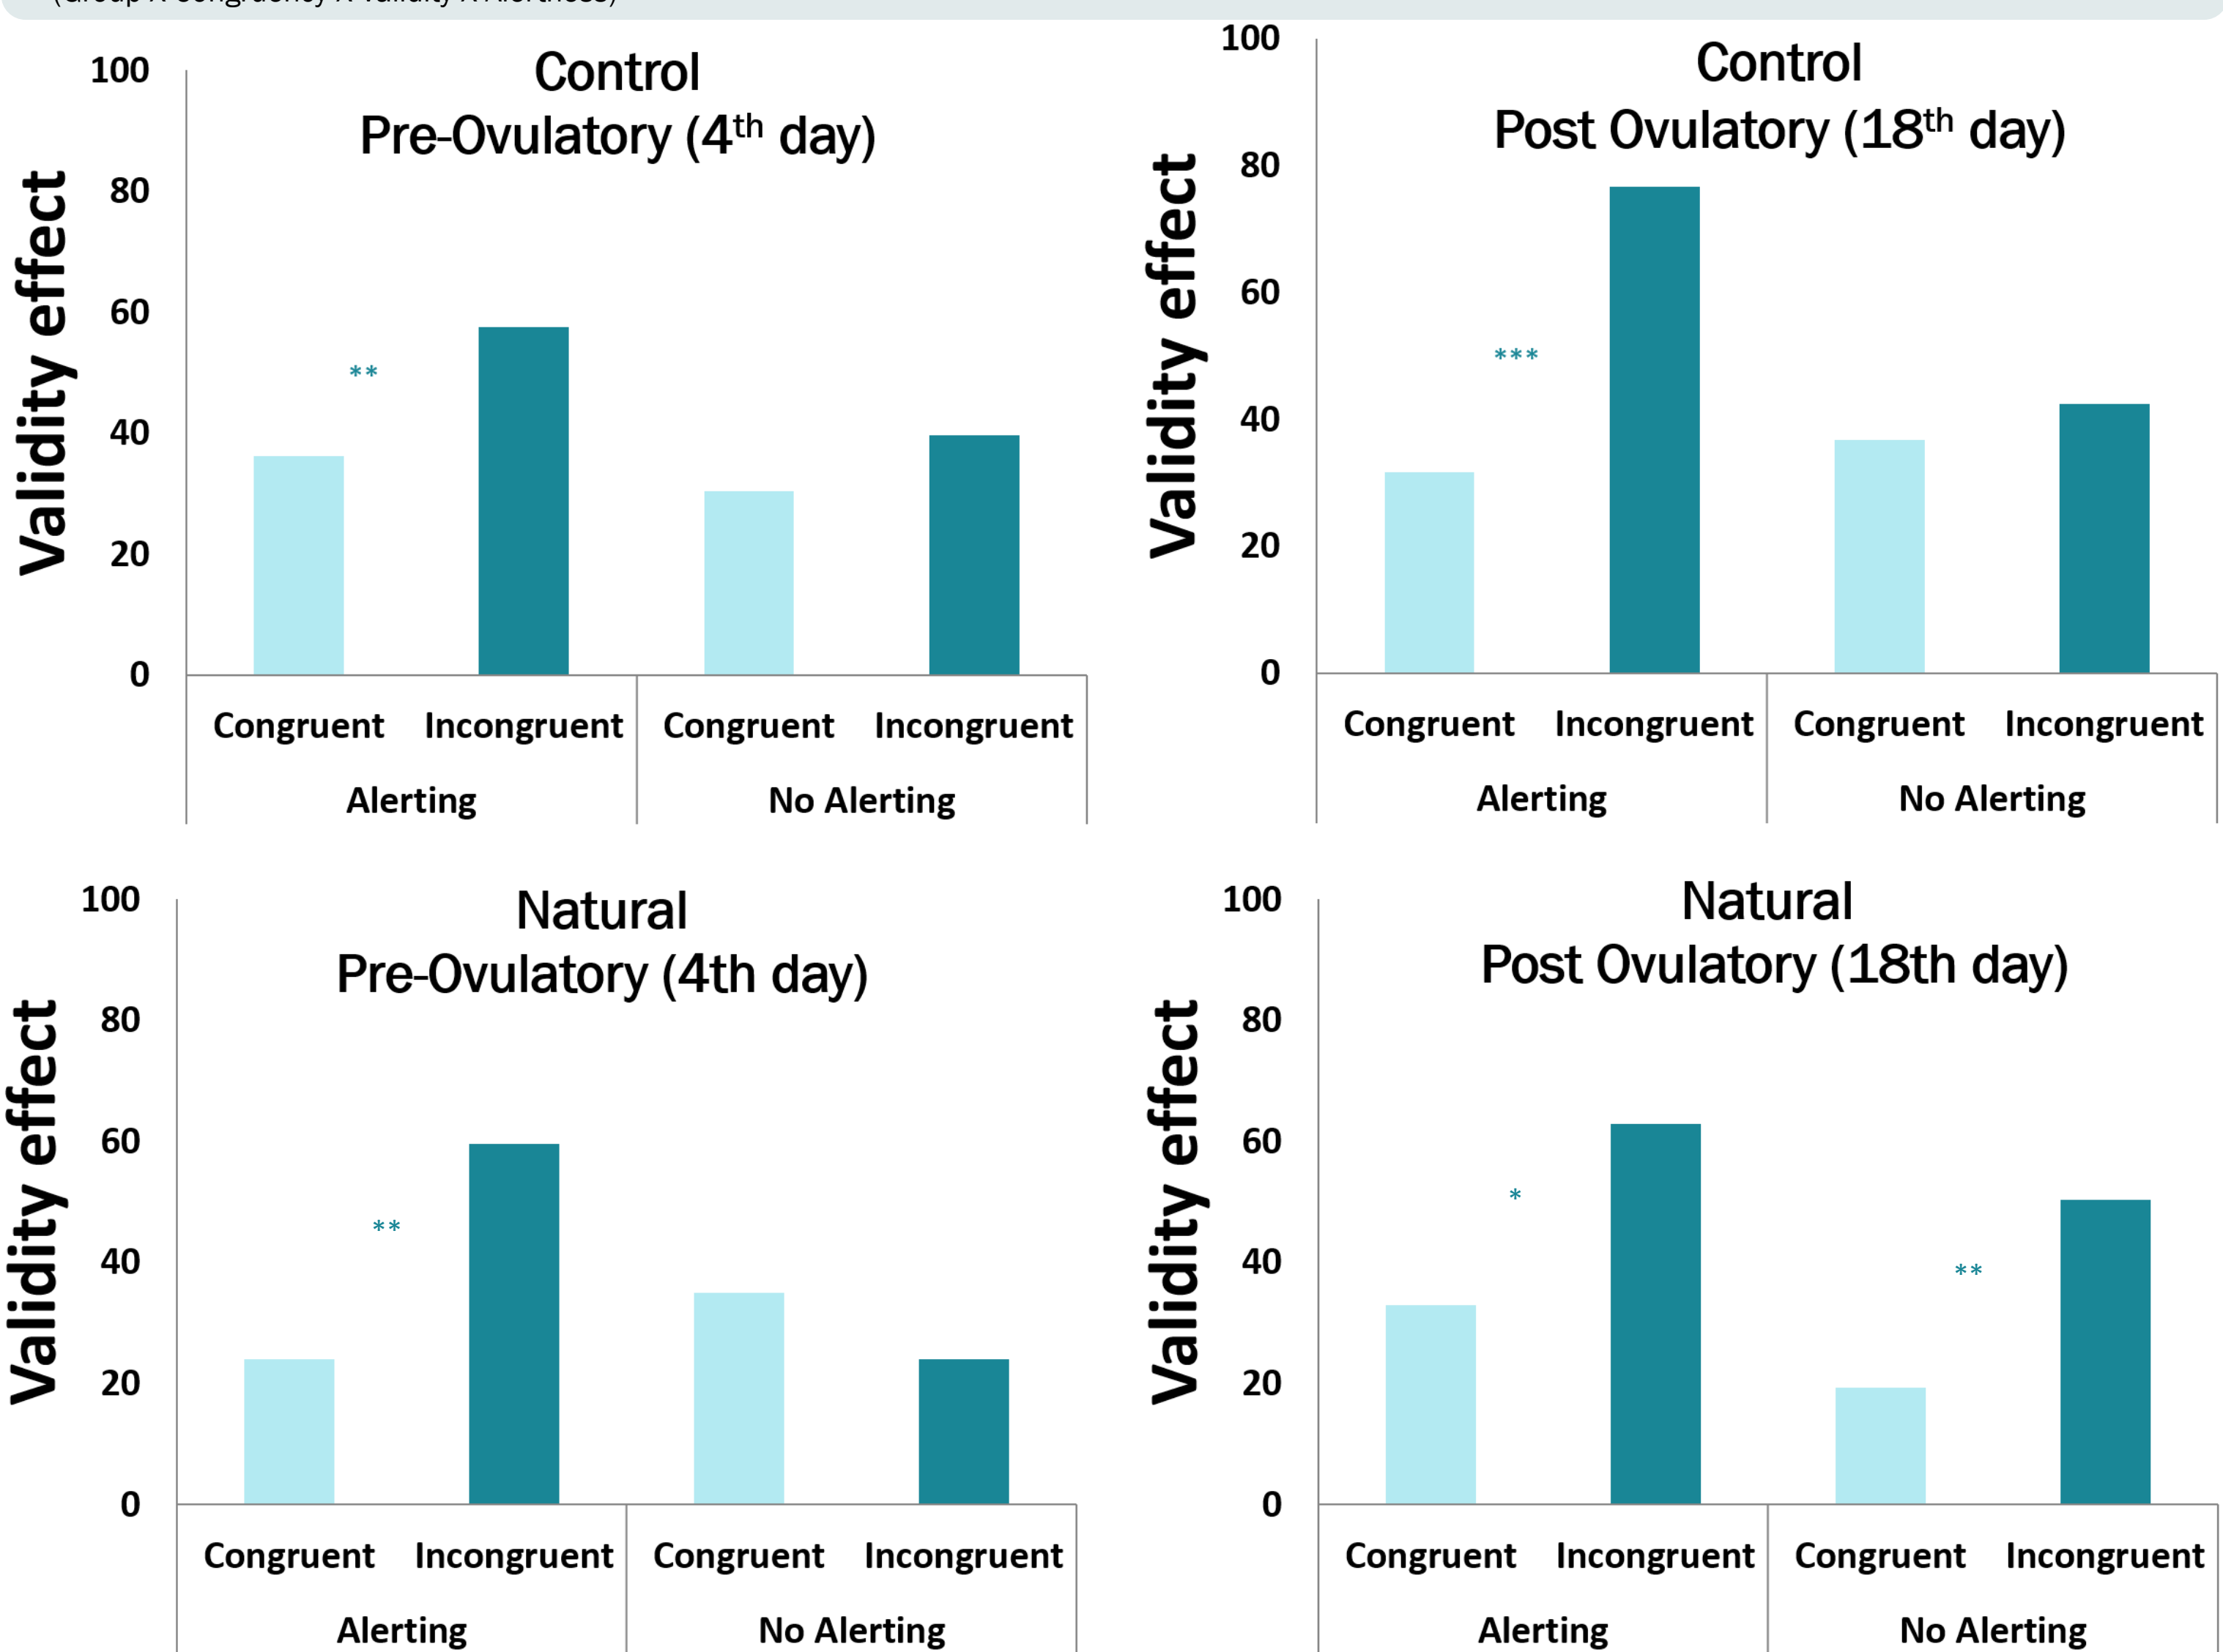 (Group X Congruency X Validity X Alertness)
Control
Pre-Ovulatory (4th day)
Validity effect
100
80
60
40
20
0
**
Congruent Incongruent Congruent Incongruent
Alerting No Alerting
Control
Post Ovulatory (18th day)
Validity effect
100
80
60
40
20
0
***
Congruent Incongruent Congruent Incongruent
Alerting No Alerting
Natural
Pre-Ovulatory (4th day)
Validity effect
100
80
60
40
20
0
**
Congruent Incongruent Congruent Incongruent
Alerting No Alerting
Natural
Post Ovulatory (18th day)
Validity effect
100
80
60
40
20
0
*
**
Congruent Incongruent Congruent Incongruent
Alerting No Alerting